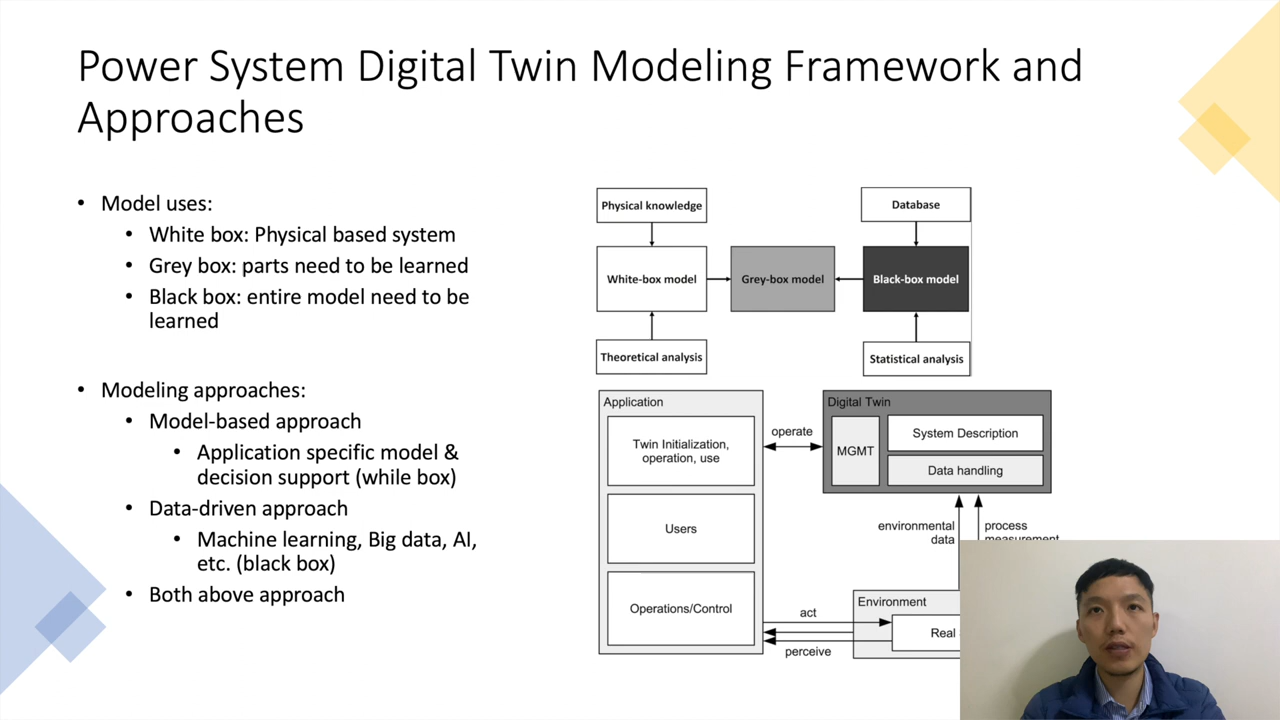 Power System Digital Twin Modeling Framework and
Approaches
• Model uses:
• White box: Physical based system
• Grey box: parts need to be learned
• Black box: entire model need to be
learned
• Modeling approaches:
• Model-based approach
• Application specific model &
decision support (while box)
• Data-driven approach
• Machine learning, Big data, AI,
etc. (black box)
• Both above approach
Physical knowledge
Database
White-box model
Grey-box model
Black-box model
Theoretical analysis
Statistical analysis
Application
Twin Initialization,
operation, use
Users
Operations/Control
operate
Digital Twin
MGMT
System Description
Data handling
environmental
data
process
measurement
Environment
Real
act
perceive